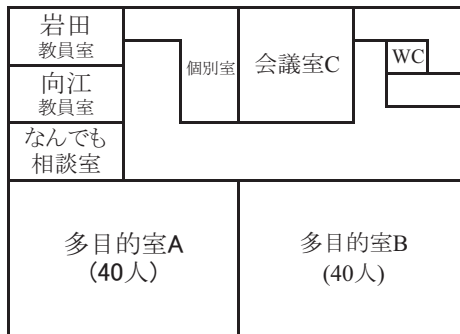 岩田
教員室
向江
教員室
なんでも
相談室
個別室
会議室C
WC
多目的室A
(40人)
多目的室B
(40人)